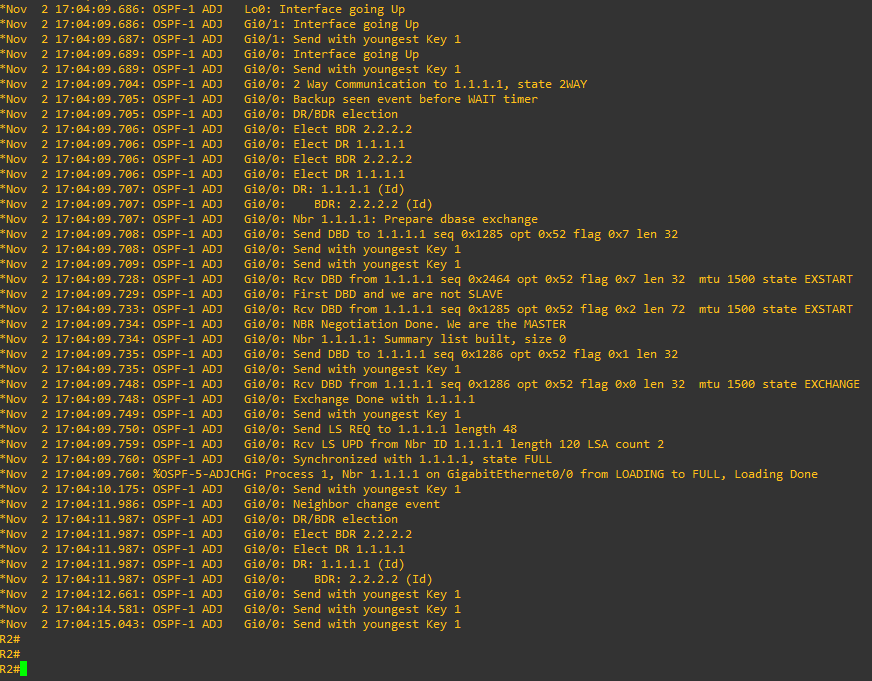 *Nov  2 17:04:09.686: OSPF-1 ADJ   Lo0: Interface going Up
*Nov  2 17:04:09.686: OSPF-1 ADJ   Gi0/1: Interface going Up
*Nov  2 17:04:09.687: OSPF-1 ADJ   Gi0/1: Send with youngest Key 1
*Nov  2 17:04:09.689: OSPF-1 ADJ   Gi0/0: Interface going Up
*Nov  2 17:04:09.689: OSPF-1 ADJ   Gi0/0: Send with youngest Key 1
*Nov  2 17:04:09.704: OSPF-1 ADJ   Gi0/0: 2 Way Communication to 1.1.1.1, state 2WAY
*Nov  2 17:04:09.705: OSPF-1 ADJ   Gi0/0: Backup seen event before WAIT timer
*Nov  2 17:04:09.705: OSPF-1 ADJ   Gi0/0: DR/BDR election
*Nov  2 17:04:09.706: OSPF-1 ADJ   Gi0/0: Elect BDR 2.2.2.2
*Nov  2 17:04:09.706: OSPF-1 ADJ   Gi0/0: Elect DR 1.1.1.1
*Nov  2 17:04:09.706: OSPF-1 ADJ   Gi0/0: Elect BDR 2.2.2.2
*Nov  2 17:04:09.706: OSPF-1 ADJ   Gi0/0: Elect DR 1.1.1.1
*Nov  2 17:04:09.707: OSPF-1 ADJ   Gi0/0: DR: 1.1.1.1 (Id)
*Nov  2 17:04:09.707: OSPF-1 ADJ   Gi0/0:    BDR: 2.2.2.2 (Id)
*Nov  2 17:04:09.707: OSPF-1 ADJ   Gi0/0: Nbr 1.1.1.1: Prepare dbase exchange
*Nov  2 17:04:09.708: OSPF-1 ADJ   Gi0/0: Send DBD to 1.1.1.1 seq 0x1285 opt 0x52 flag 0x7 len 32
*Nov  2 17:04:09.708: OSPF-1 ADJ   Gi0/0: Send with youngest Key 1
*Nov  2 17:04:09.709: OSPF-1 ADJ   Gi0/0: Send with youngest Key 1
*Nov  2 17:04:09.728: OSPF-1 ADJ   Gi0/0: Rcv DBD from 1.1.1.1 seq 0x2464 opt 0x52 flag 0x7 len 32  mtu 1500 state EXSTART
*Nov  2 17:04:09.729: OSPF-1 ADJ   Gi0/0: First DBD and we are not SLAVE
*Nov  2 17:04:09.733: OSPF-1 ADJ   Gi0/0: Rcv DBD from 1.1.1.1 seq 0x1285 opt 0x52 flag 0x2 len 72  mtu 1500 state EXSTART
*Nov  2 17:04:09.734: OSPF-1 ADJ   Gi0/0: NBR Negotiation Done. We are the MASTER
*Nov  2 17:04:09.734: OSPF-1 ADJ   Gi0/0: Nbr 1.1.1.1: Summary list built, size 0
*Nov  2 17:04:09.735: OSPF-1 ADJ   Gi0/0: Send DBD to 1.1.1.1 seq 0x1286 opt 0x52 flag 0x1 len 32
*Nov  2 17:04:09.735: OSPF-1 ADJ   Gi0/0: Send with youngest Key 1
*Nov  2 17:04:09.748: OSPF-1 ADJ   Gi0/0: Rcv DBD from 1.1.1.1 seq 0x1286 opt 0x52 flag 0x0 len 32  mtu 1500 state EXCHANGE
*Nov  2 17:04:09.748: OSPF-1 ADJ   Gi0/0: Exchange Done with 1.1.1.1
*Nov  2 17:04:09.749: OSPF-1 ADJ   Gi0/0: Send with youngest Key 1
*Nov  2 17:04:09.750: OSPF-1 ADJ   Gi0/0: Send LS REQ to 1.1.1.1 length 48
*Nov  2 17:04:09.759: OSPF-1 ADJ   Gi0/0: Rcv LS UPD from Nbr ID 1.1.1.1 length 120 LSA count 2
*Nov  2 17:04:09.760: OSPF-1 ADJ   Gi0/0: Synchronized with 1.1.1.1, state FULL
*Nov  2 17:04:09.760: %OSPF-5-ADJCHG: Process 1, Nbr 1.1.1.1 on GigabitEthernet0/0 from LOADING to FULL, Loading Done
*Nov  2 17:04:10.175: OSPF-1 ADJ   Gi0/0: Send with youngest Key 1
*Nov  2 17:04:11.986: OSPF-1 ADJ   Gi0/0: Neighbor change event
*Nov  2 17:04:11.987: OSPF-1 ADJ   Gi0/0: DR/BDR election
*Nov  2 17:04:11.987: OSPF-1 ADJ   Gi0/0: Elect BDR 2.2.2.2
*Nov  2 17:04:11.987: OSPF-1 ADJ   Gi0/0: Elect DR 1.1.1.1
*Nov  2 17:04:11.987: OSPF-1 ADJ   Gi0/0: DR: 1.1.1.1 (Id)
*Nov  2 17:04:11.987: OSPF-1 ADJ   Gi0/0:    BDR: 2.2.2.2 (Id)
*Nov  2 17:04:12.661: OSPF-1 ADJ   Gi0/0: Send with youngest Key 1
*Nov  2 17:04:14.581: OSPF-1 ADJ   Gi0/0: Send with youngest Key 1
*Nov  2 17:04:15.043: OSPF-1 ADJ   Gi0/0: Send with youngest Key 1
R2#
R2#
R2#